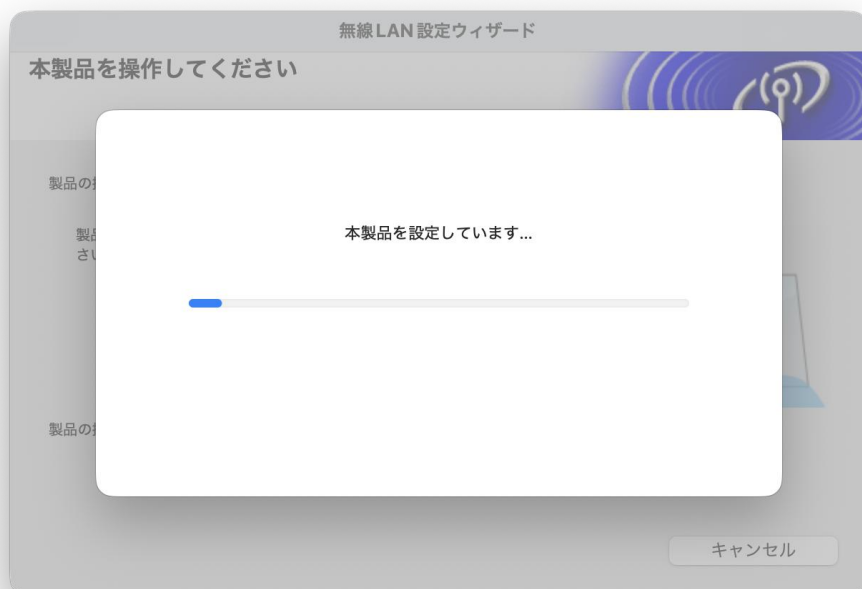 無線LAN設定ウィザード
本製品を操作してください
製品の
本製品を設定しています...
製品
さい
製品の
キャンセル